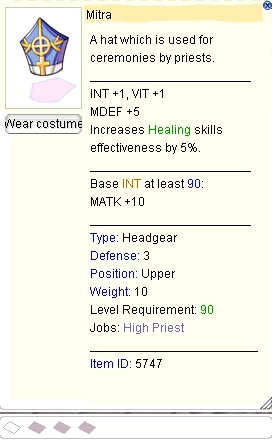 Mitra
A hat which is used for
ceremonies by priests.
INT +1, VIT +1
MDEF +5
Increases Healing skills
effectiveness by 5%.
Base INT at least 90:
MATK +10
Type: Headgear
Defense: 3
Position: Upper
Weight: 10
Level Requirement: 90
Jobs: High Priest
Item ID: 5747
Wear costume